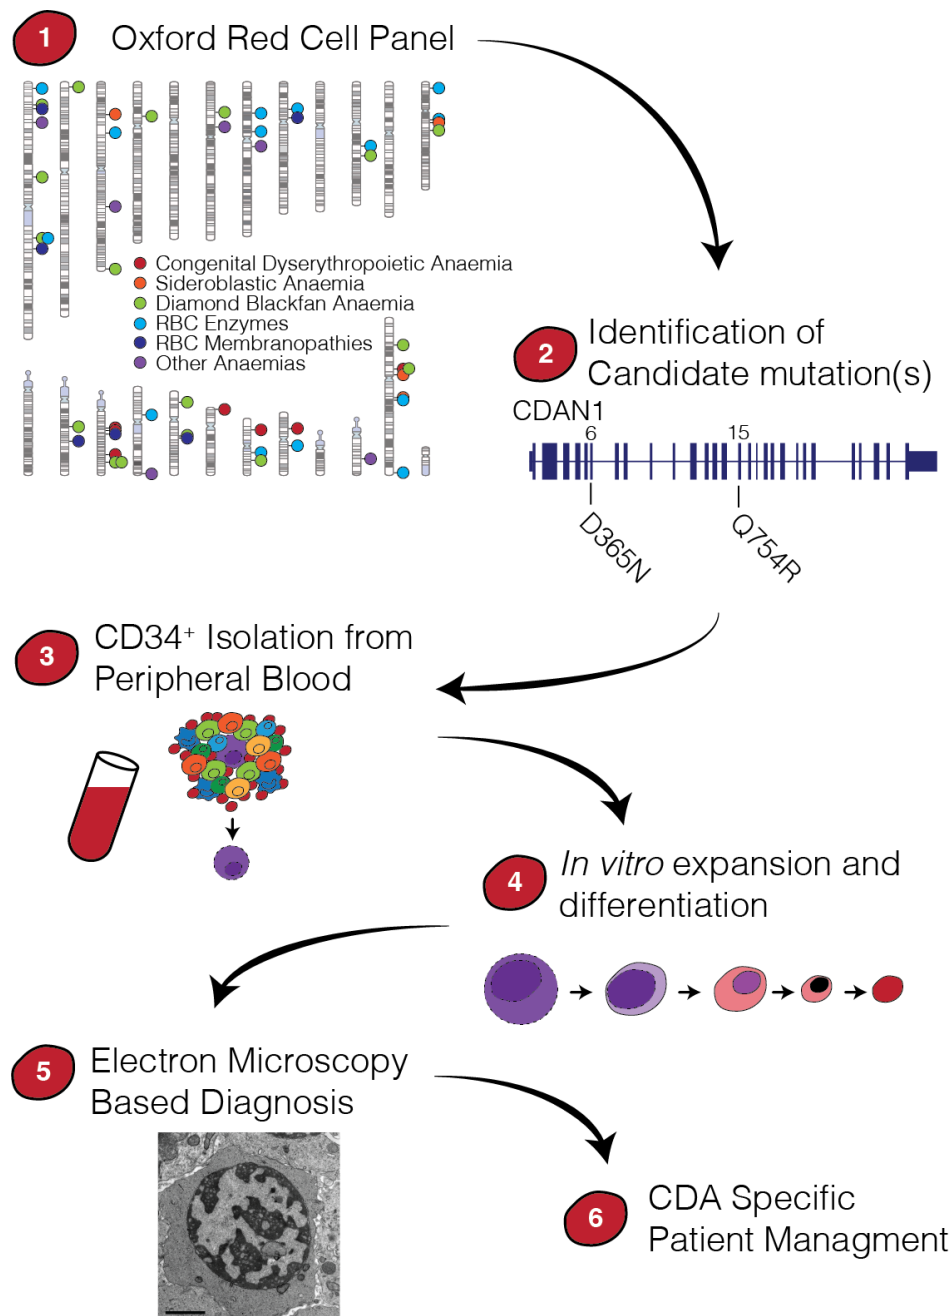 1
Oxford Red Cell Panel
Congenital Dyserythropoietic Anaemia
Sideroblastic Anaemia
Diamond Blackfan Anaemia
RBC Enzymes
RBC Membranopathies
Other Anaemias
2
Identification of
Candidate mutation(s)
CDAN1
6
15
D365N
Q754R
3
CD34⁺ Isolation from
Peripheral Blood
4
In vitro expansion and
differentiation
5
Electron Microscopy
Based Diagnosis
6
CDA Specific
Patient Managment